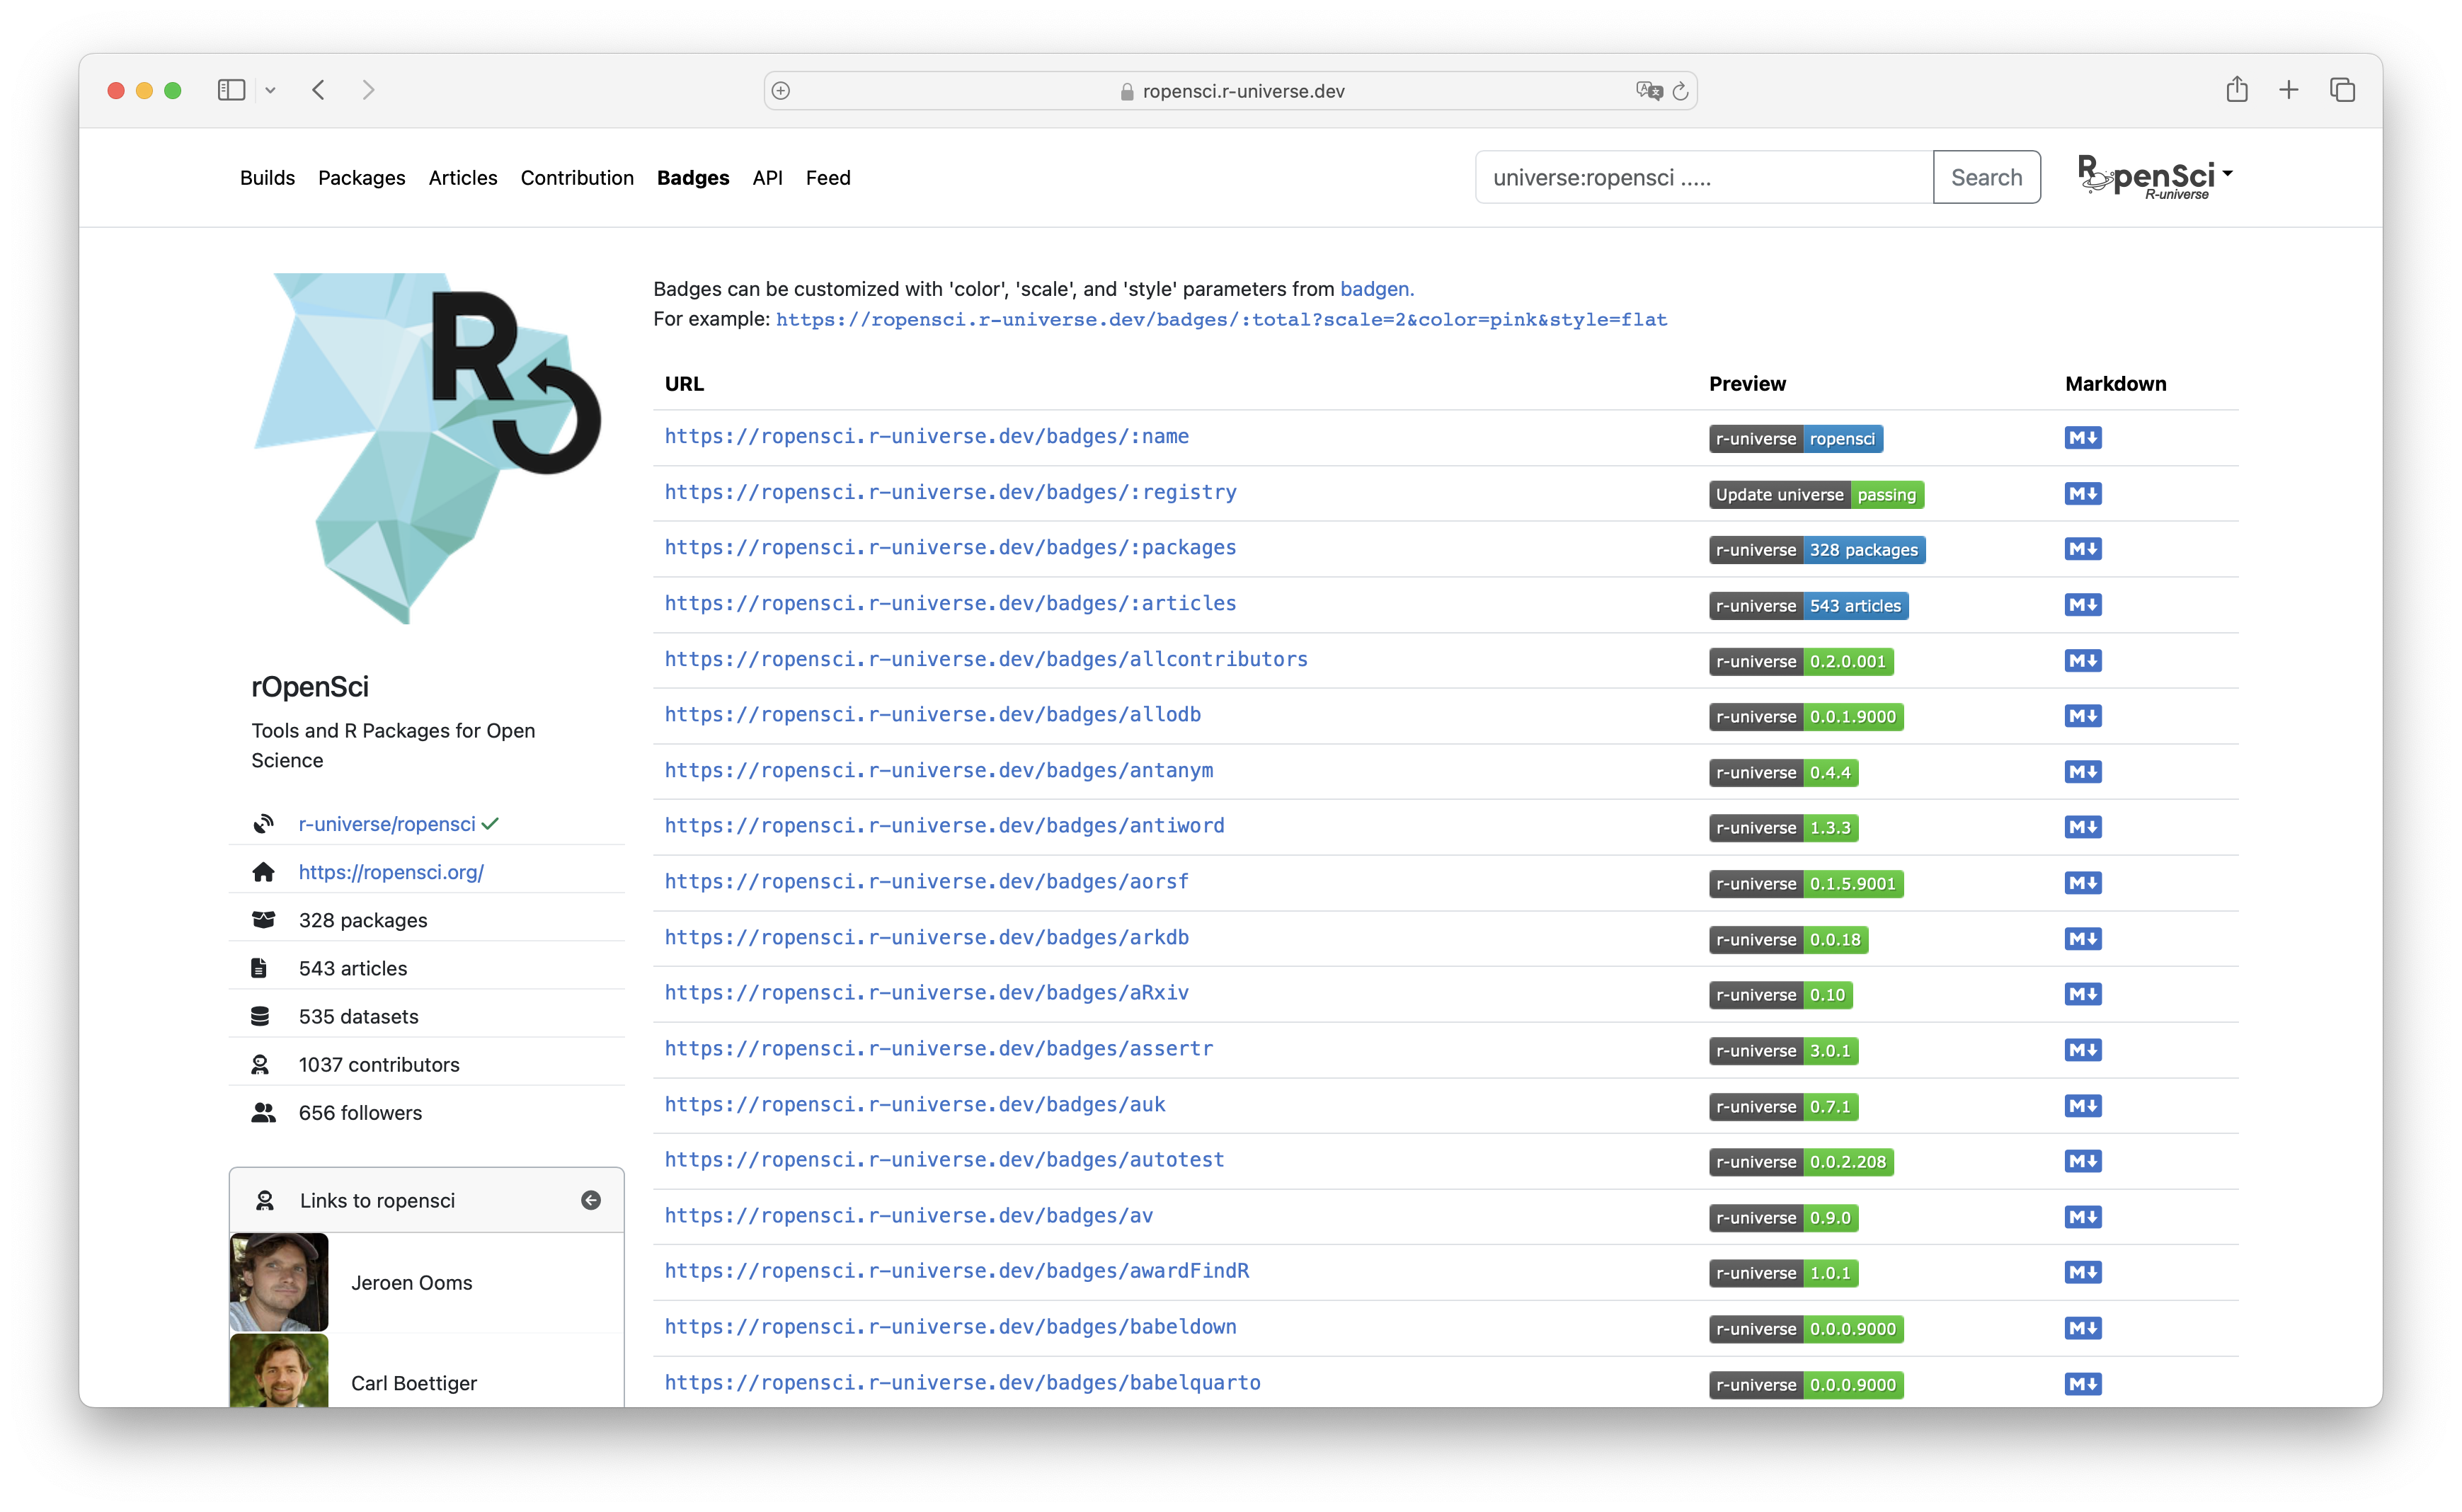 ropensci.r-universe.dev
Builds Packages Articles Contribution Badges API Feed
universe:ropensci ..... Search
RopenSci
R-universe
R
Badges can be customized with 'color', 'scale', and 'style' parameters from badgen.
For example: https://ropensci.r-universe.dev/badges/:total?scale=2&color=pink&style=flat
rOpenSci
Tools and R Packages for Open
Science
r-universe/ropensci
https://ropensci.org/
328 packages
543 articles
535 datasets
1037 contributors
656 followers
Links to ropensci
Jeroen Ooms
Carl Boettiger
URL Preview Markdown
https://ropensci.r-universe.dev/badges/:name r-universe ropensci M
https://ropensci.r-universe.dev/badges/:registry Update universe passing M
https://ropensci.r-universe.dev/badges/:packages r-universe 328 packages M
https://ropensci.r-universe.dev/badges/:articles r-universe 543 articles M
https://ropensci.r-universe.dev/badges/allcontributors r-universe 0.2.0.001 M
https://ropensci.r-universe.dev/badges/allodb r-universe 0.0.1.9000 M
https://ropensci.r-universe.dev/badges/antanym r-universe 0.4.4 M
https://ropensci.r-universe.dev/badges/antiword r-universe 1.3.3 M
https://ropensci.r-universe.dev/badges/aorsf r-universe 0.1.5.9001 M
https://ropensci.r-universe.dev/badges/arkdb r-universe 0.0.18 M
https://ropensci.r-universe.dev/badges/aRxiv r-universe 0.10 M
https://ropensci.r-universe.dev/badges/assertr r-universe 3.0.1 M
https://ropensci.r-universe.dev/badges/auk r-universe 0.7.1 M
https://ropensci.r-universe.dev/badges/autotest r-universe 0.0.2.208 M
https://ropensci.r-universe.dev/badges/av r-universe 0.9.0 M
https://ropensci.r-universe.dev/badges/awardFindR r-universe 1.0.1 M
https://ropensci.r-universe.dev/badges/babeldown r-universe 0.0.0.9000 M
https://ropensci.r-universe.dev/badges/babelquarto r-universe 0.0.0.9000 M